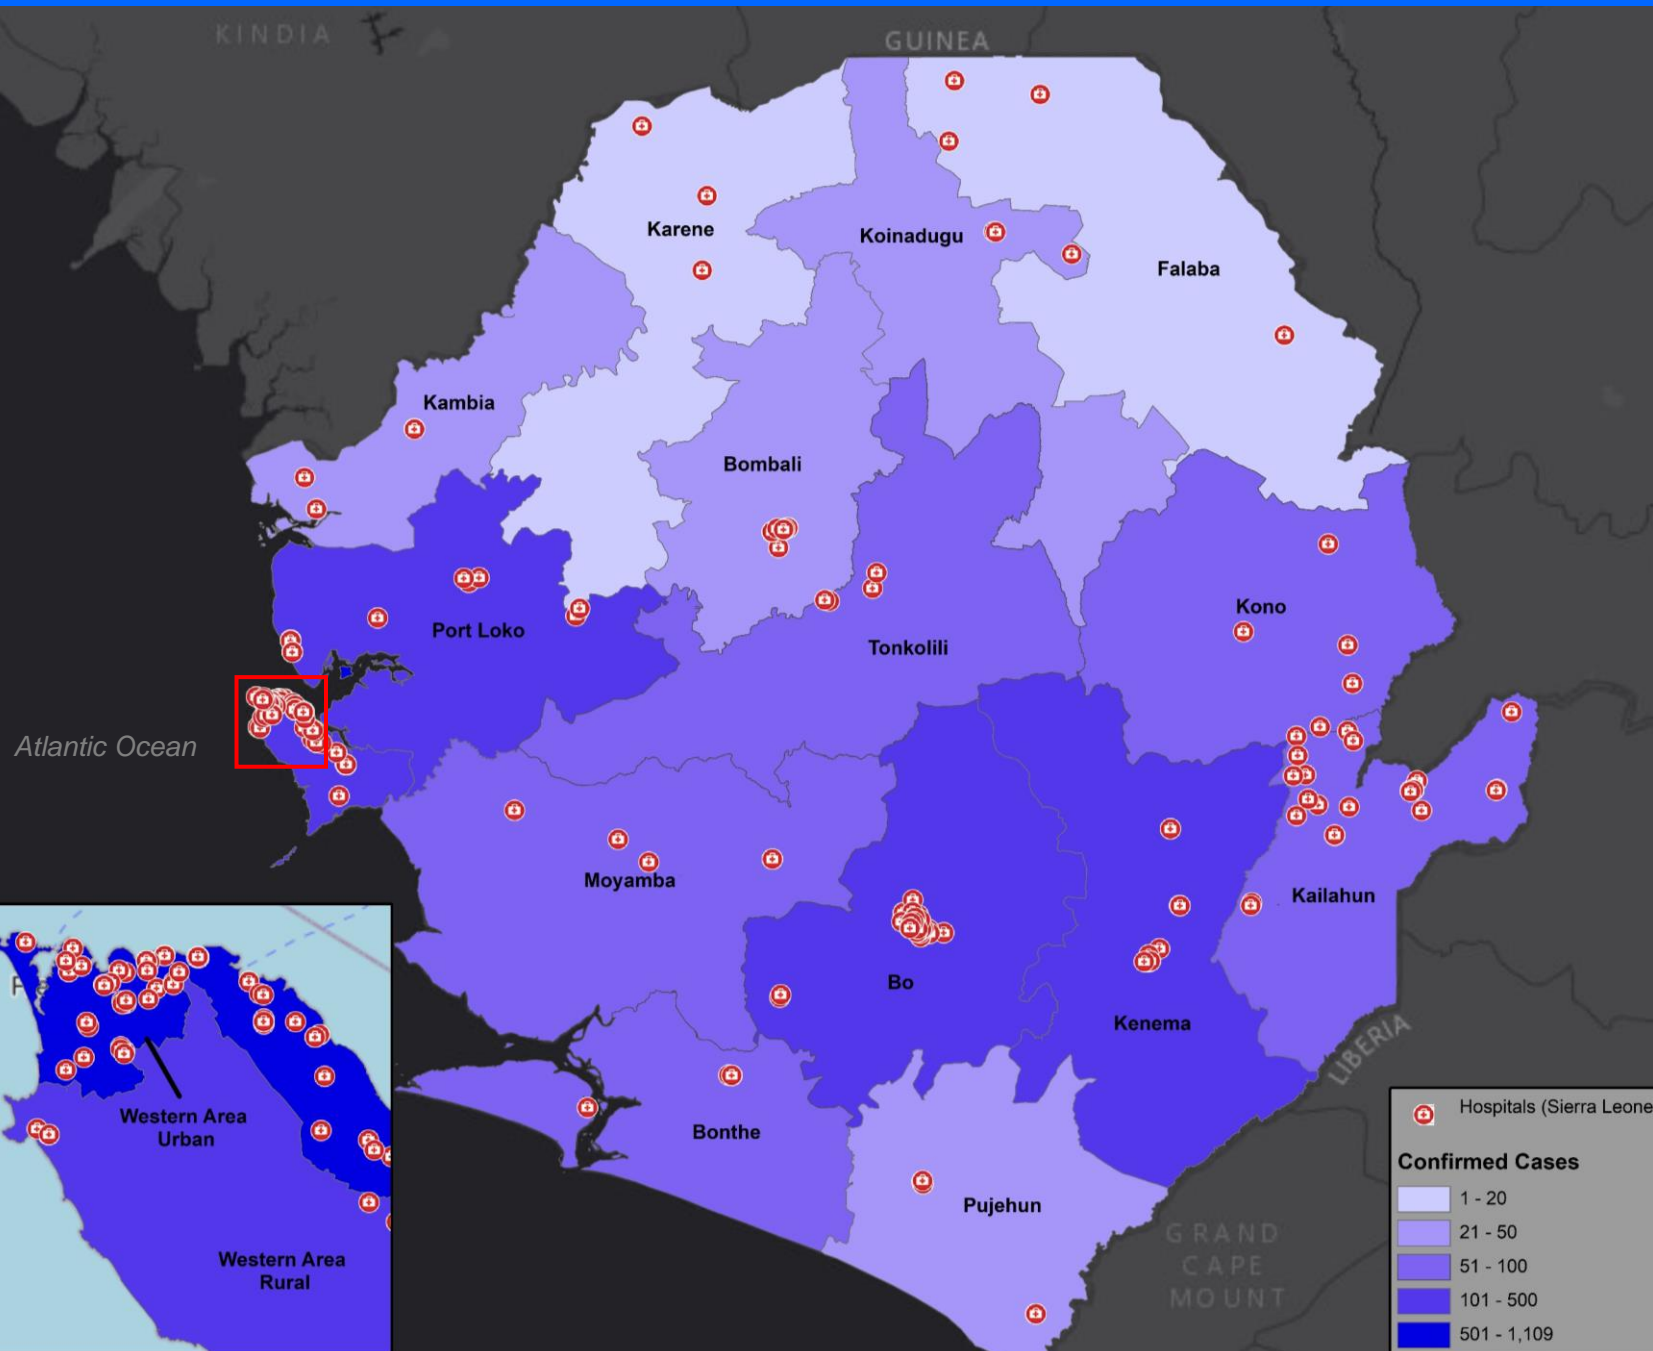 KINDIA
GUINEA
Karene
Koinadugu
Falaba
Kambia
Bombali
Kono
Port Loko
Tonkolili
Atlantic Ocean
Moyamba
Kailahun
Bo
Kenema
LIBERIA
Bonthe
Pujehun
GRAND
CAPE
MOUNT
Western Area
Urban
Western Area
Rural
Hospitals (Sierra Leone
Confirmed Cases
1 - 20
21 - 50
51 - 100
101 - 500
501 - 1,109